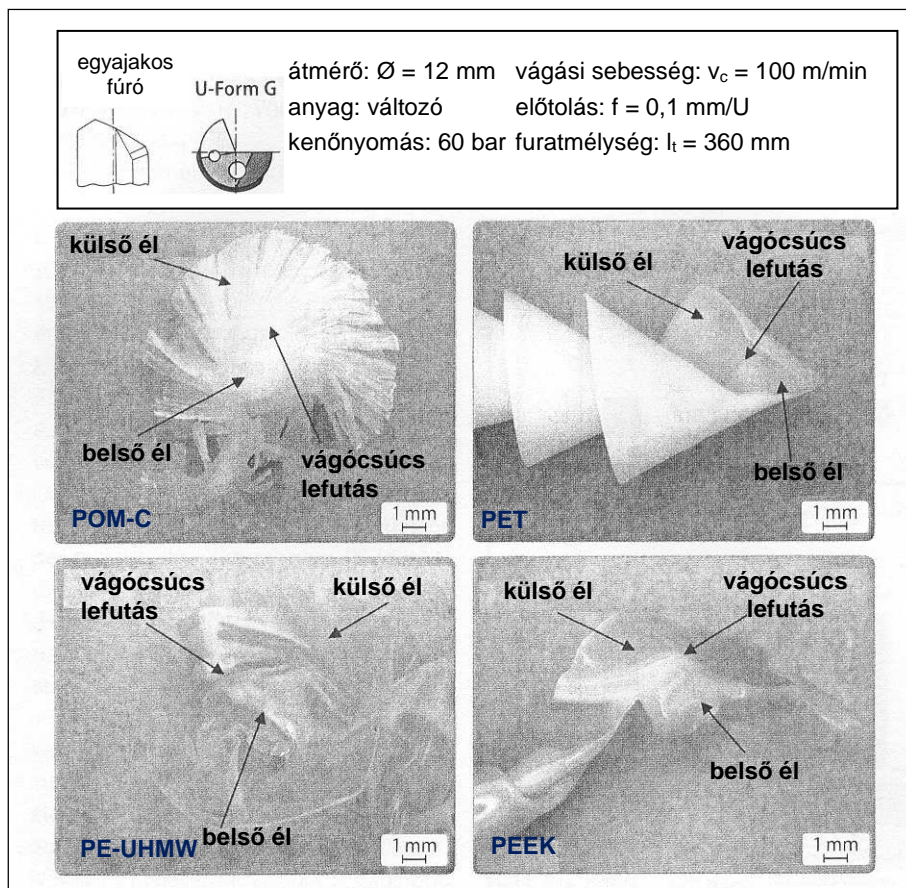 egyajakos
fúró
U-Form G
átmérő: Ø = 12 mm vágási sebesség: vc = 100 m/min
anyag: változó előtolás: f = 0,1 mm/U
kenőnyomás: 60 bar furatmélység: lt = 360 mm
külső él
belső él
vágócsúcs
lefutás
POM-C
1 mm
külső él
vágócsúcs
lefutás
belső él
PET
1 mm
vágócsúcs
lefutás
külső él
belső él
PE-UHMW
1 mm
külső él
vágócsúcs
lefutás
belső él
PEEK
1 mm